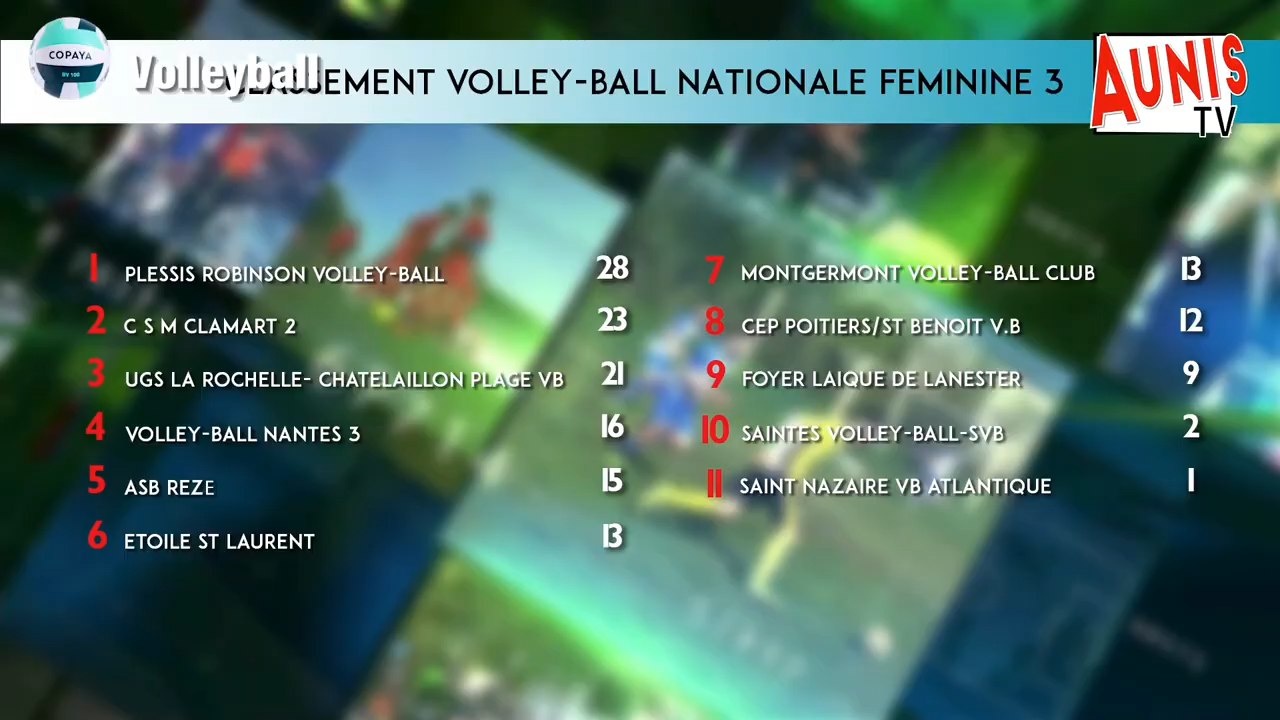 COPAYA
BV 100
Volleyball
CLASSEMENT VOLLEY-BALL NATIONALE FEMININE 3
AUNIS
TV
1 PLESSIS ROBINSON VOLLEY-BALL 28
2 C S M CLAMART 2 23
3 UGS LA ROCHELLE- CHATELAILLON PLAGE VB 21
4 VOLLEY-BALL NANTES 3 16
5 ASB REZE 15
6 ETOILE ST LAURENT 13
7 MONTGERMONT VOLLEY-BALL CLUB 13
8 CEP POITIERS/ST BENOIT V.B 12
9 FOYER LAIQUE DE LANESTER 9
10 SAINTES VOLLEY-BALL-SVB 2
11 SAINT NAZAIRE VB ATLANTIQUE 1